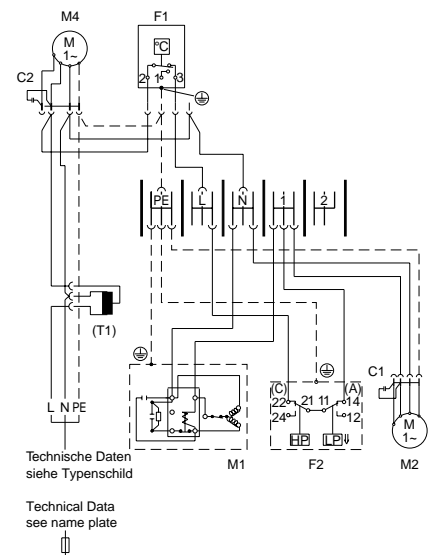 M4 F1
M
1~
°C
C2
2 1 3
PE L N 1 2
(T1)
L N PE
C1
(C) (A)
22 21 11 14
24 12
HP LP
M
1~
M1 F2 M2
Technische Daten
siehe Typenschild
Technical Data
see name plate